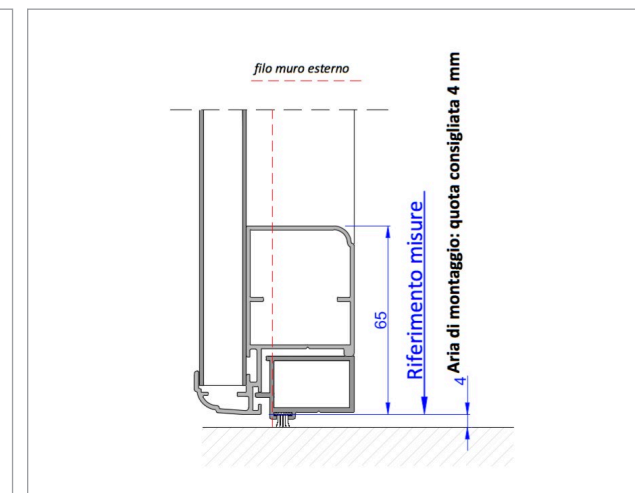 filo muro esterno
Aria di montaggio: quota consigliata 4 mm
Riferimento misure
65
4